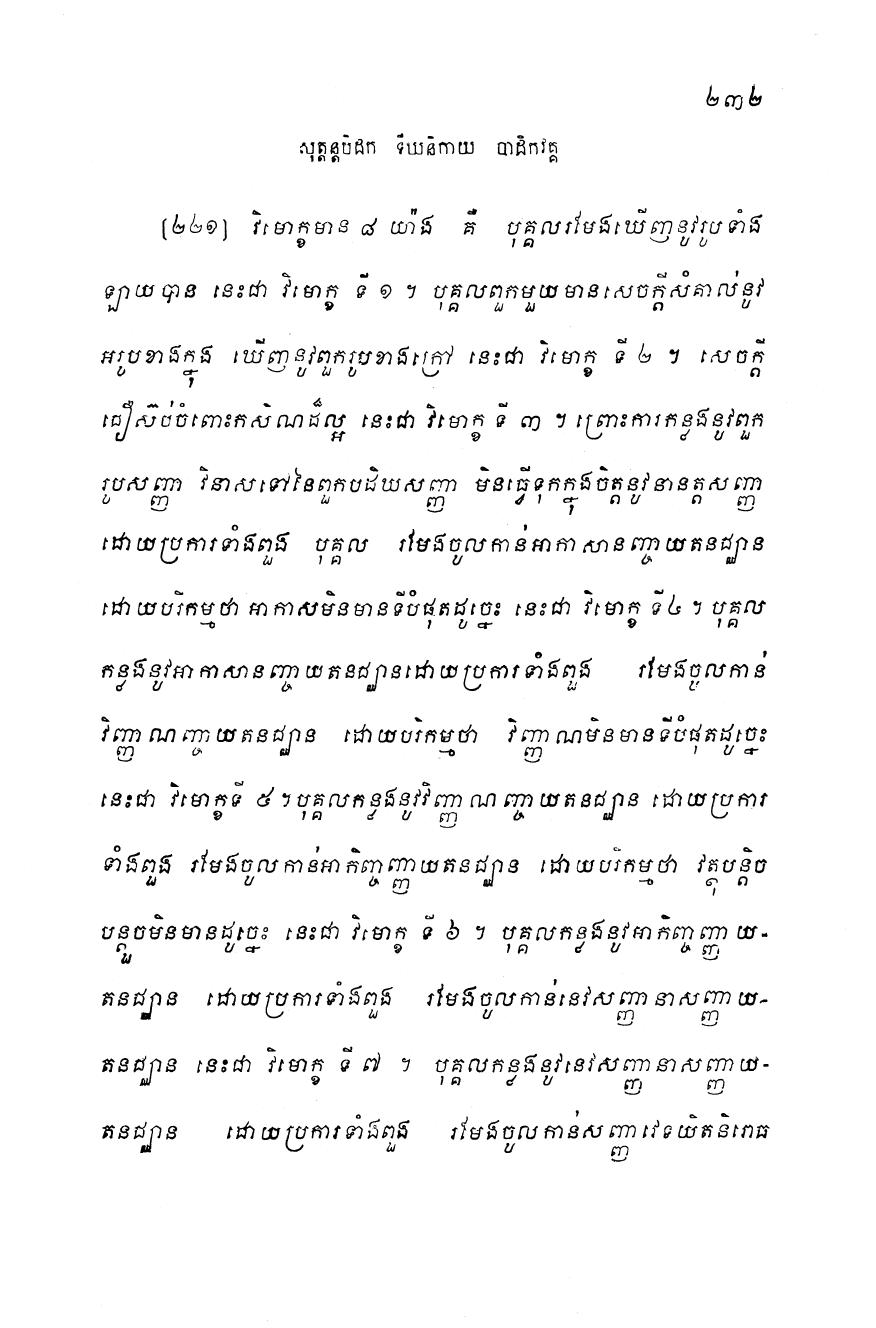 ២៣២
សុត្តន្តបិដក ទីឃនិកាយ បាដិកវគ្គ
[២២១] វិមោក្ខមាន ៨ យ៉ាង គឺ បុគ្គលរមែងឃើញនូវរូបទាំង
ឡាយបាន នេះជា វិមោក្ខ ទី ១ ។ បុគ្គលពួកមួយមានសេចក្តីសំគាល់នូវ
អរូបខាងក្នុង ឃើញនូវពួករូបខាងក្រៅ នេះជា វិមោក្ខ ទី ២ ។ សេចក្តី
ជឿស៊ប់ចំពោះកសិណដ៏ល្អ នេះជា វិមោក្ខ ទី ៣ ។ ព្រោះការកន្លងនូវពួក
រូបសញ្ញា វិនាសទៅនៃពួកបដិឃសញ្ញា មិនធ្វើទុកក្នុងចិត្តនូវនានត្តសញ្ញា
ដោយប្រការទាំងពួង បុគ្គល រមែងចូលកាន់អាកាសានញ្ចាយតនជ្ឈាន
ដោយបរិកម្មថា អាកាសមិនមានទីបំផុតដូច្នេះ នេះជា វិមោក្ខ ទី៤ ។ បុគ្គល
កន្លងនូវអាកាសានញ្ចាយតនជ្ឈានដោយប្រការទាំងពួង រមែងចូលកាន់
វិញ្ញាណញ្ចាយតនជ្ឈាន ដោយបរិកម្មថា វិញ្ញាណមិនមានទីបំផុតដូច្នេះ
នេះជា វិមោក្ខទី ៥ ។ បុគ្គលកន្លងនូវវិញ្ញាណញ្ចាយតនជ្ឈាន ដោយប្រការ
ទាំងពួង រមែងចូលកាន់អាកិញ្ចញ្ញាយតនជ្ឈាន ដោយបរិកម្មថា វត្ថុបន្តិច
បន្តួចមិនមានដូច្នេះ នេះជា វិមោក្ខ ទី ៦ ។ បុគ្គលកន្លងនូវអាកិញ្ចញ្ញាយ-
តនជ្ឈាន ដោយប្រការទាំងពួង រមែងចូលកាន់នេវសញ្ញានាសញ្ញាយ-
តនជ្ឈាន នេះជា វិមោក្ខ ទី ៧ ។ បុគ្គលកន្លងនូវនេវសញ្ញានាសញ្ញាយ-
តនជ្ឈាន ដោយប្រការទាំងពួង រមែងចូលកាន់សញ្ញាវេទយិតនិរោធ